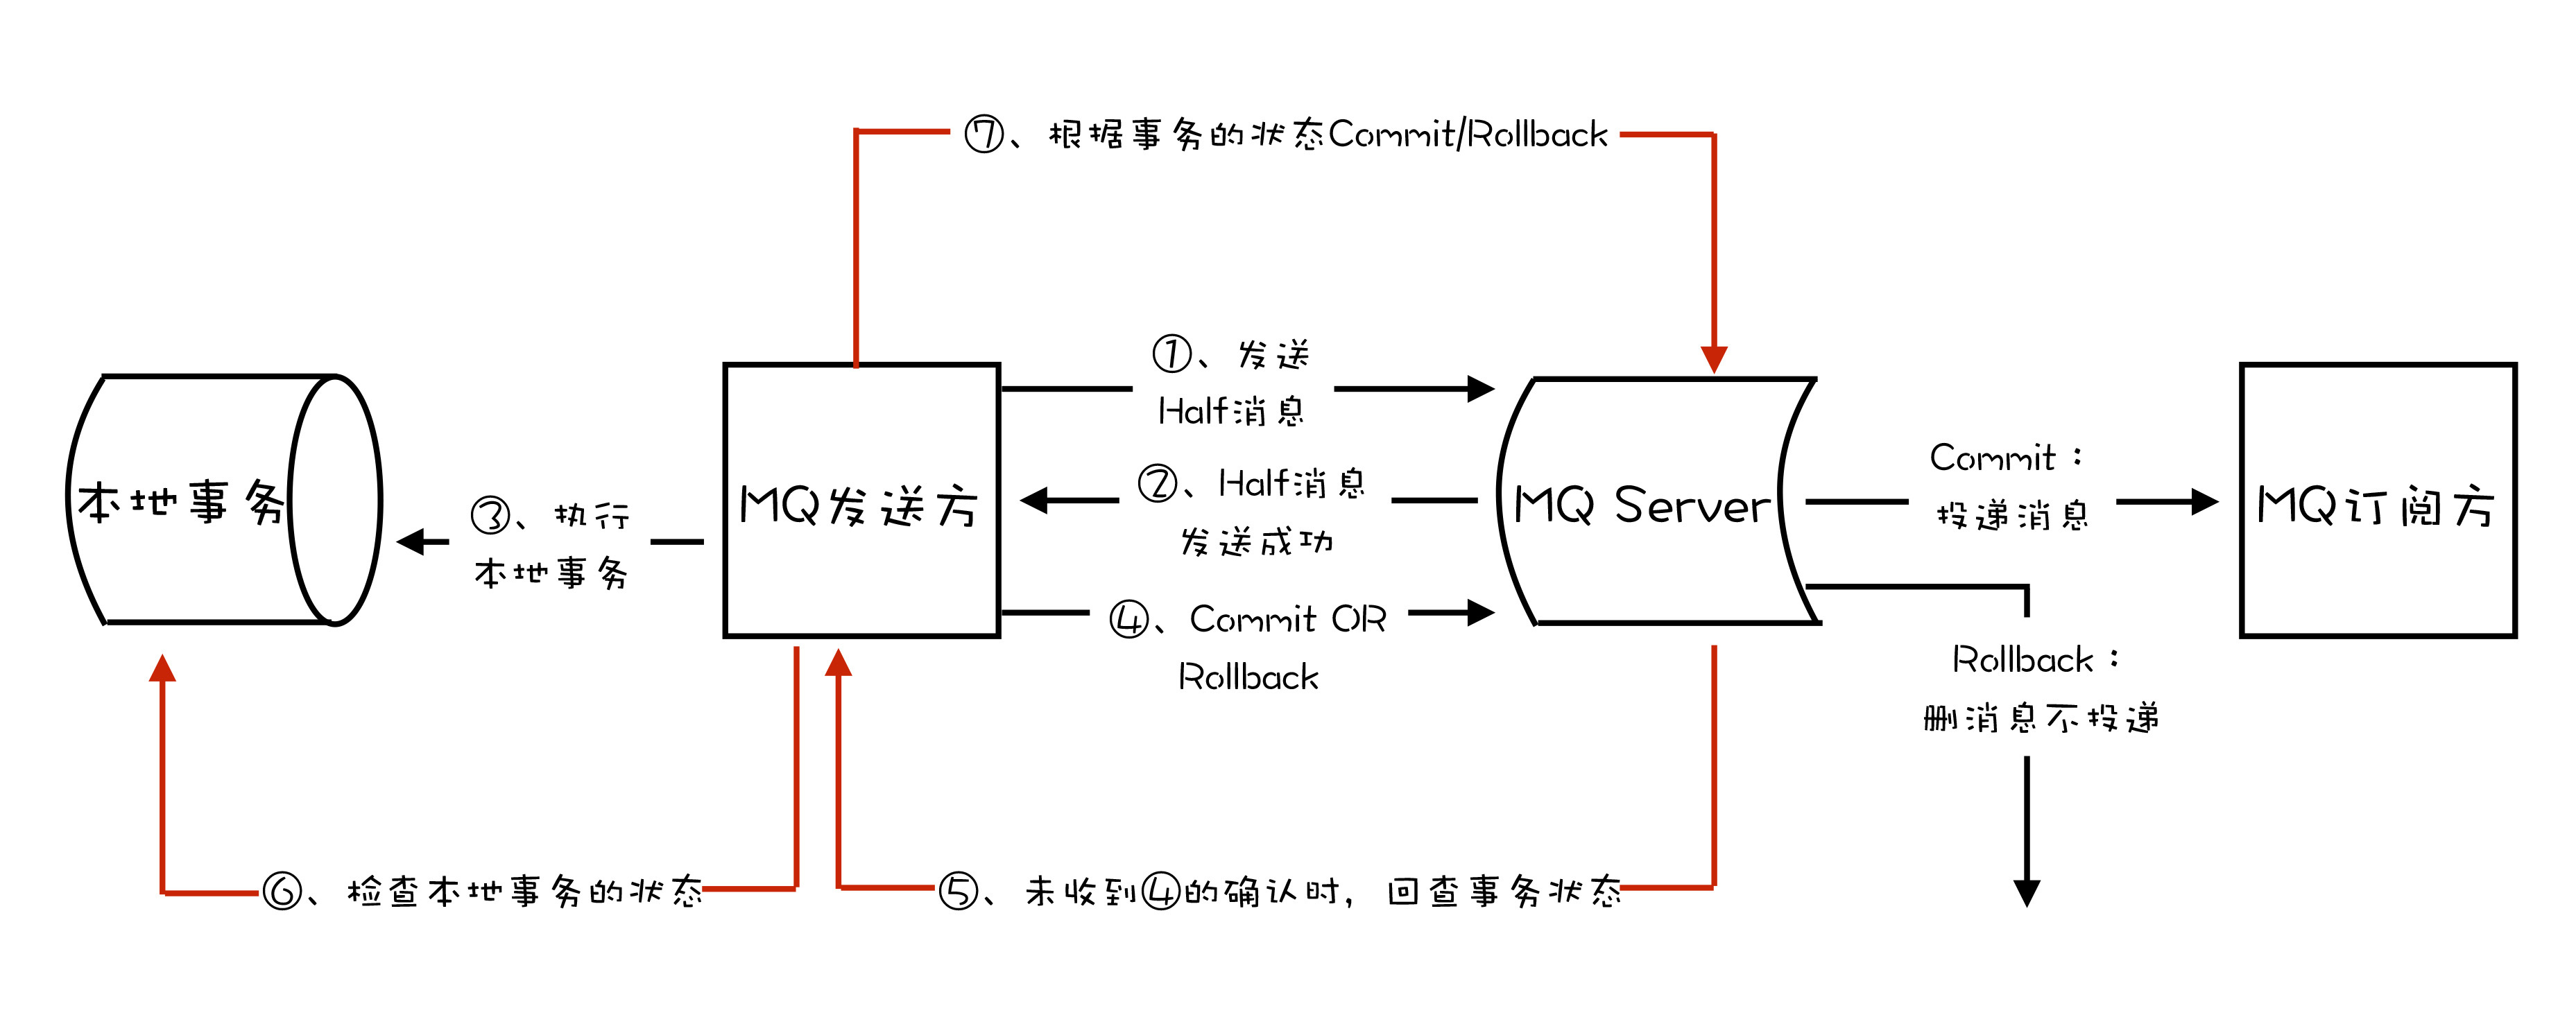 ⑦、根据事务的状态Commit/Rollback
①、发送
Half消息
②、Half消息
发送成功
④、Commit OR
Rollback
③、执行
本地事务
本地事务
MQ发送方
MQ Server
Commit：
投递消息
MQ订阅方
Rollback：
删消息不投递
⑥、检查本地事务的状态
⑤、未收到④的确认时，回查事务状态